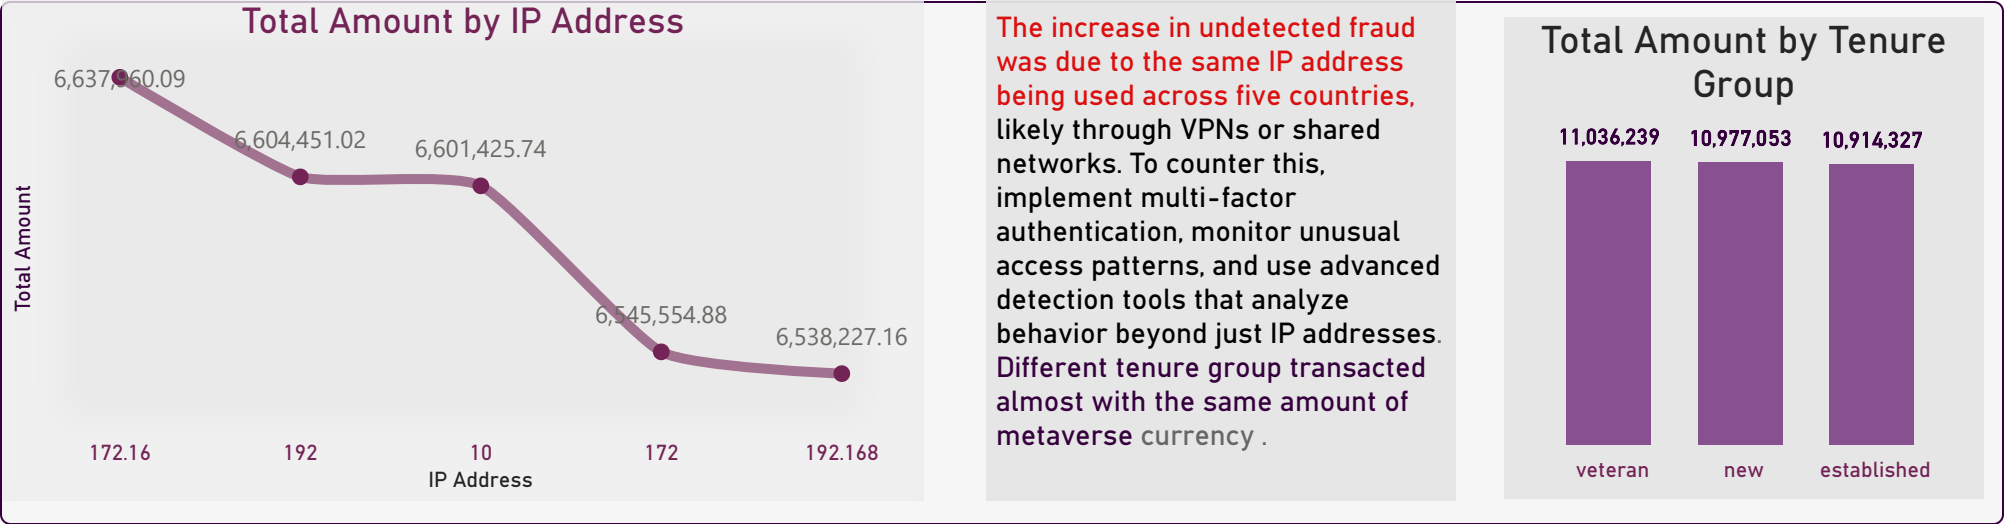 Total Amount by IP Address
6,637,960.09
6,604,451.02
6,601,425.74
6,545,554.88
6,538,227.16
Total Amount
172.16
192
10
172
192.168
IP Address
The increase in undetected fraud
was due to the same IP address
being used across five countries,
likely through VPNs or shared
networks. To counter this,
implement multi-factor
authentication, monitor unusual
access patterns, and use advanced
detection tools that analyze
behavior beyond just IP addresses.
Different tenure group transacted
almost with the same amount of
metaverse currency .
Total Amount by Tenure
Group
11,036,239
10,977,053
10,914,327
veteran
new
established